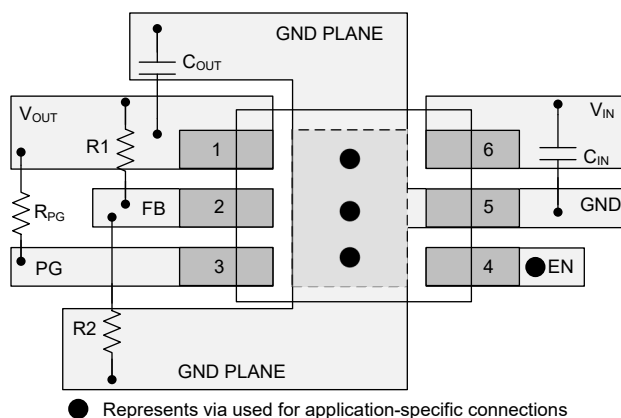 GND PLANE
COUT
VOUT
VIN
R1
1
6
CIN
RPG
FB
2
5
GND
PG
3
4
EN
R2
GND PLANE
Represents via used for application-specific connections